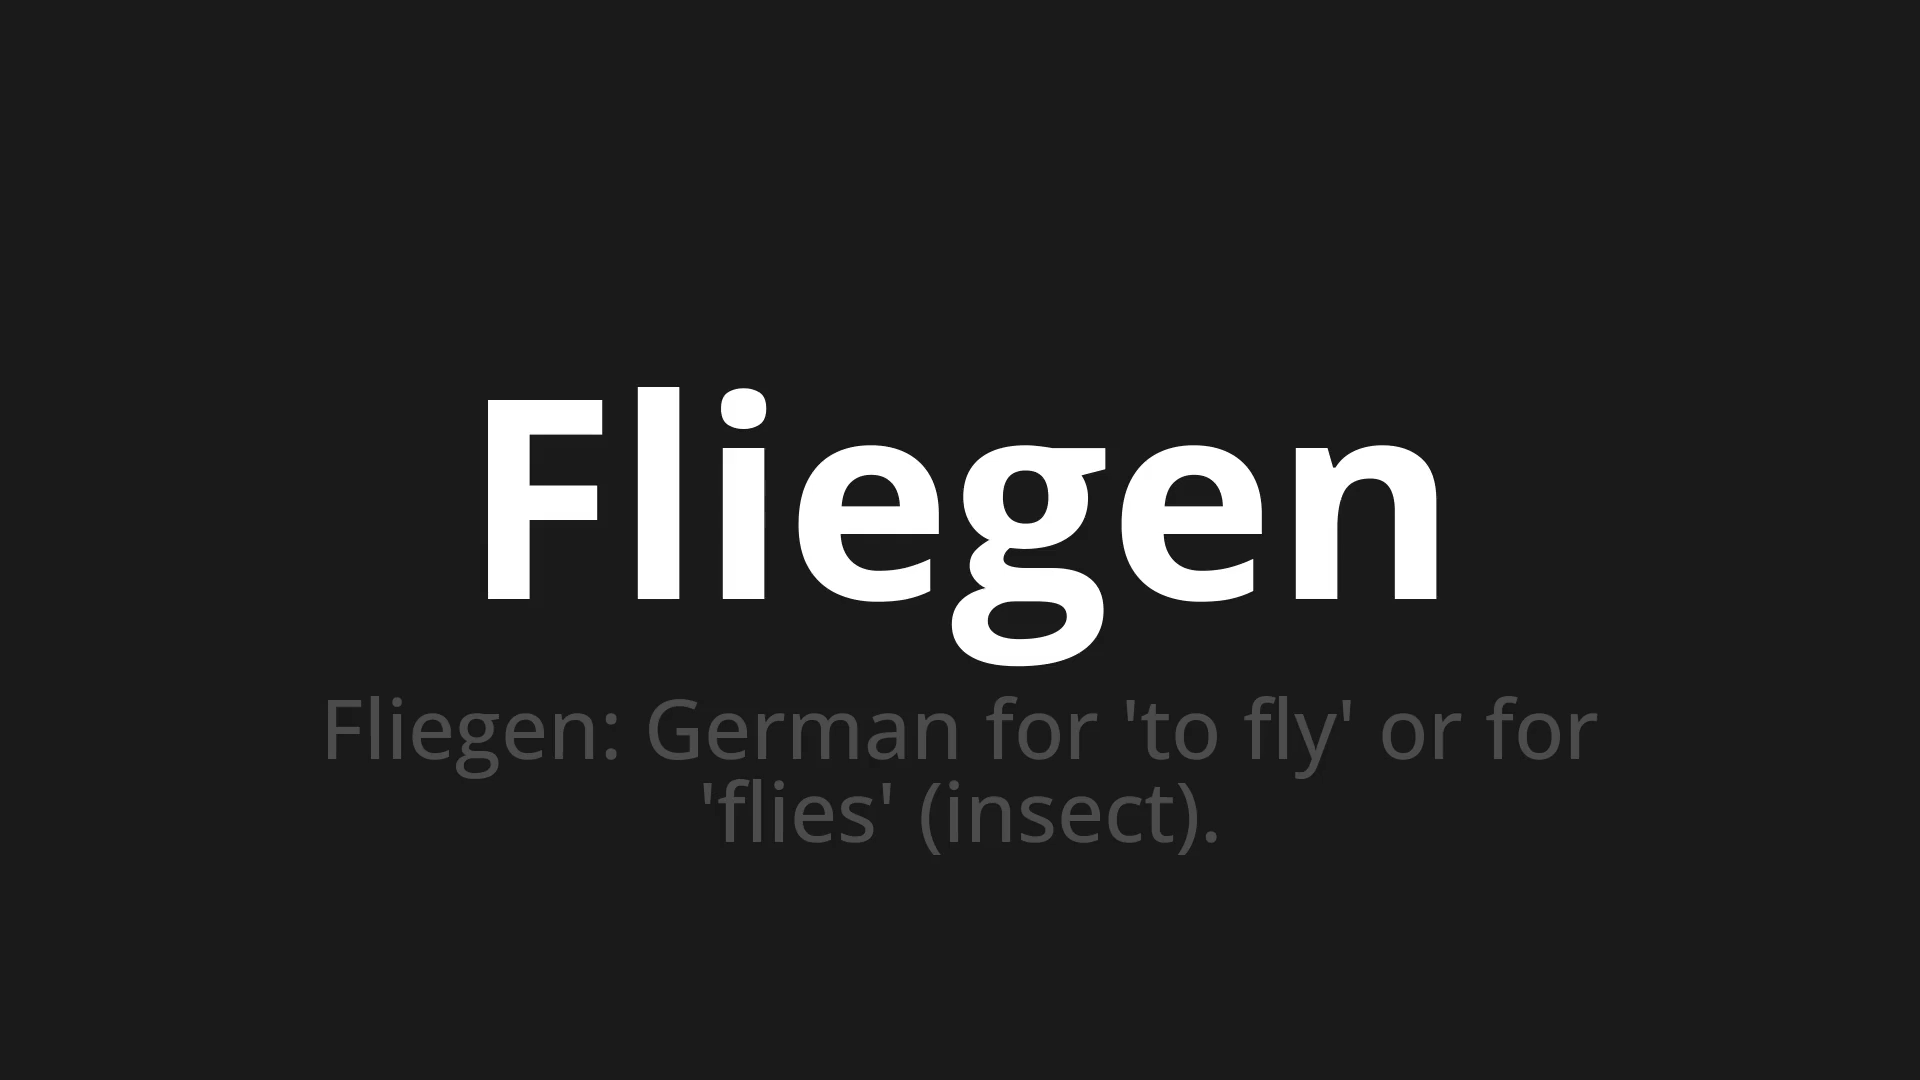 Fliegen
Fliegen: German for 'to fly' or for
'flies' (insect).